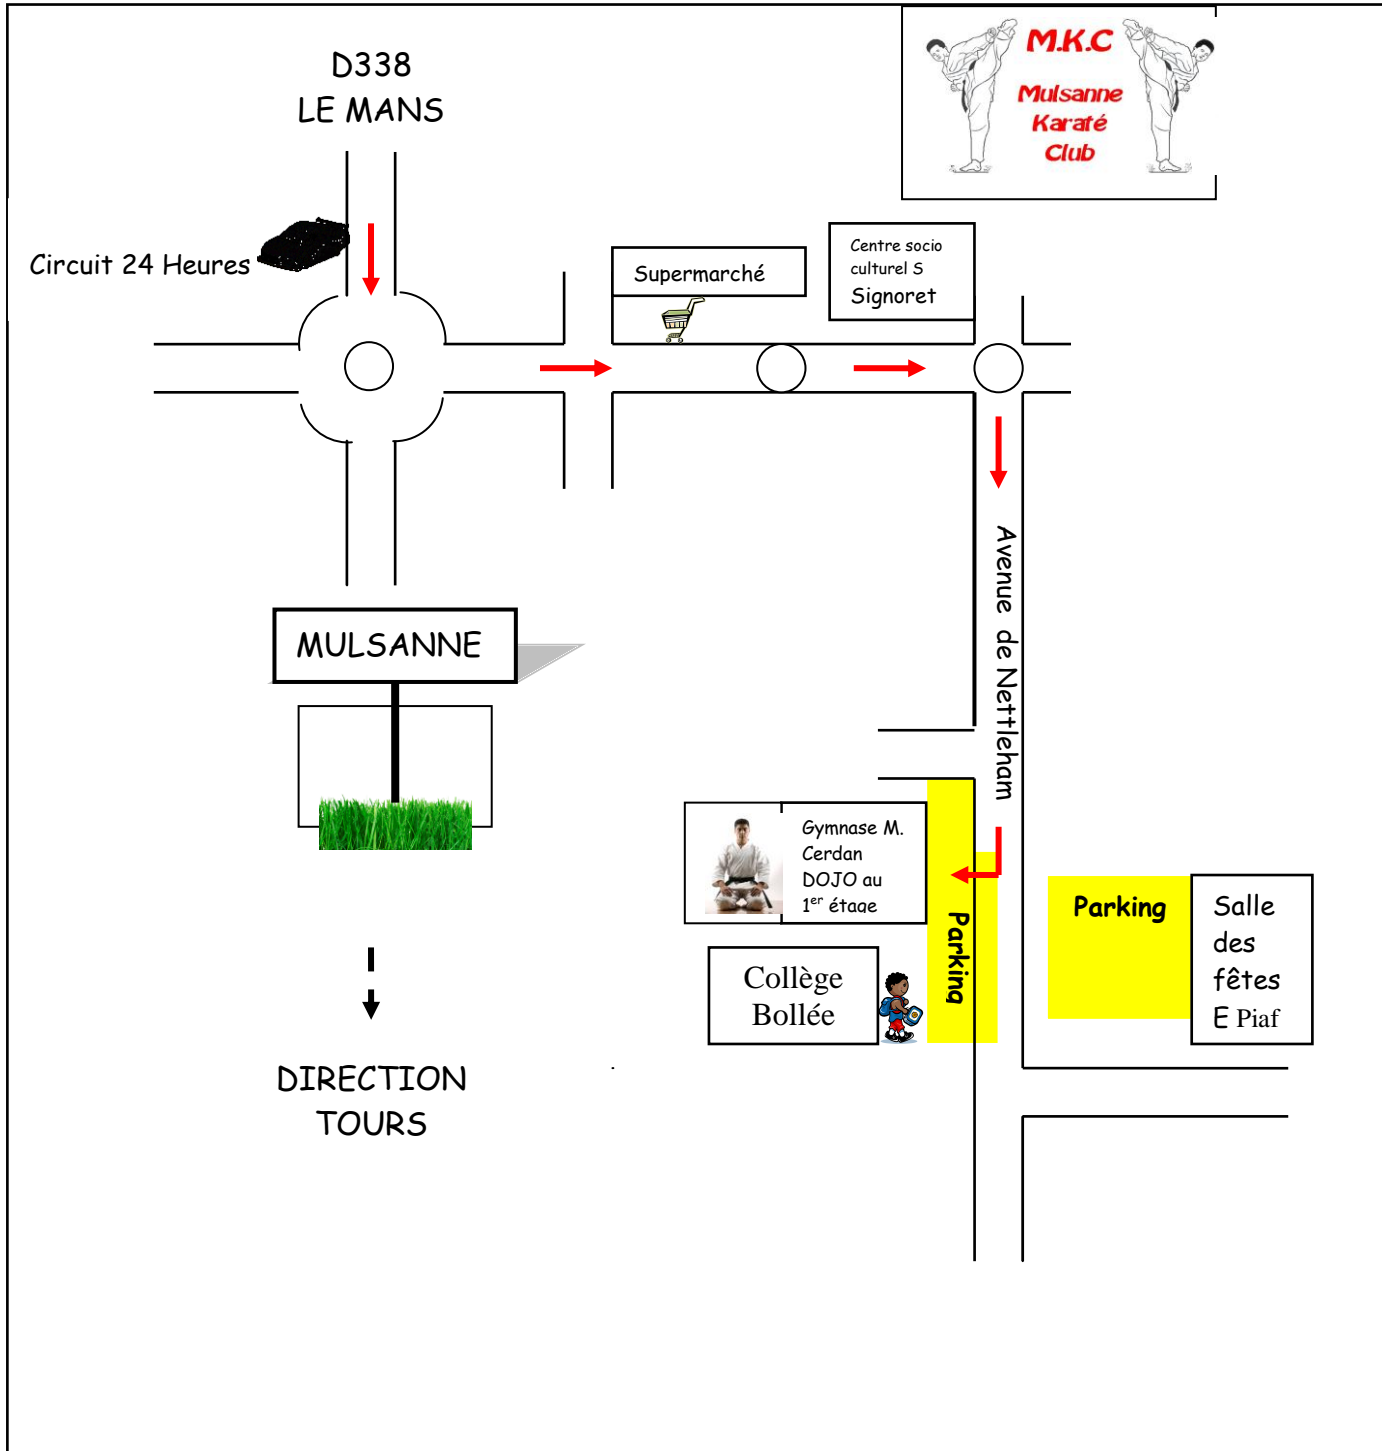 D338
LE MANS
M.K.C
Mulsanne
Karaté
Club
Circuit 24 Heures
Supermarché
Centre socio
culturel S
Signoret
Avenue de Nettleham
MULSANNE
Gymnase M.
Cerdan
DOJO au
1er étage
Parking
Parking
Salle
des
fêtes
E Piaf
Collège
Bollée
DIRECTION
TOURS